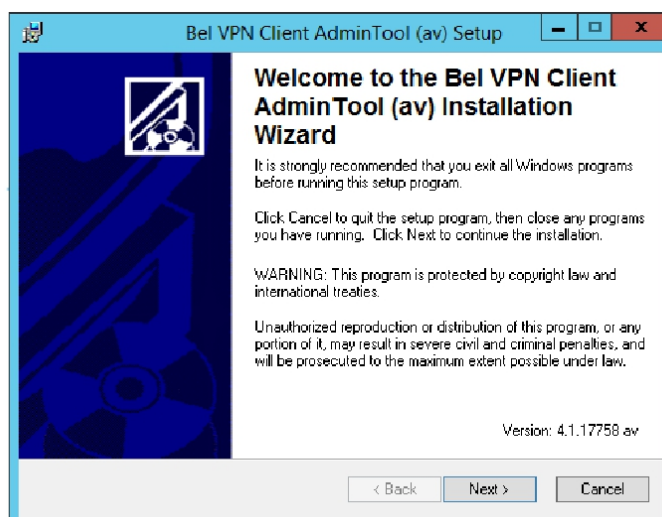 Bel VPN Client AdminTool (av) Setup
Welcome to the Bel VPN Client
AdminTool (av) Installation
Wizard
It is strongly recommended that you exit all Windows programs
before running this setup program.
Click Cancel to quit the setup program, then close any programs
you have running. Click Next to continue the installation.
WARNING: This program is protected by copyright law and
international treaties.
Unauthorized reproduction or distribution of this program, or any
portion of it, may result in severe civil and criminal penalties, and
will be prosecuted to the maximum extent possible under law.
Version: 4.1.17758 av
< Back Next > Cancel